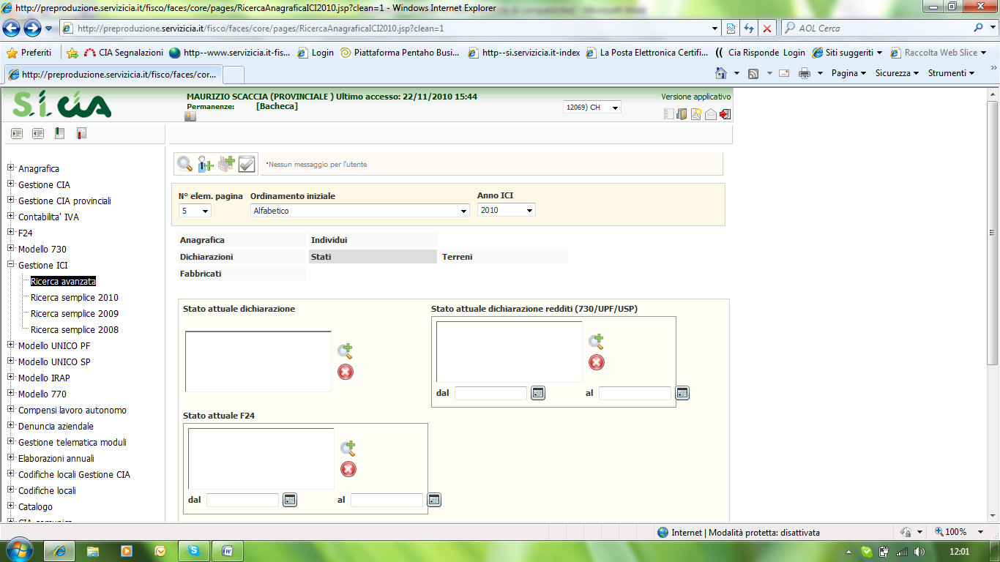 http://preproduzione.servizicia.it/fisco/faces/core/pages/RicercaAnagraficaICI2010.jsp?clean=1 - Windows Internet Explorer
http://preproduzione.servizicia.it/fisco/faces/core/pages/RicercaAnagraficaICI2010.jsp?clean=1
AOL Cerca
Preferiti CIA Segnalazioni http--www.servizicia.it-fis... Login Piattaforma Pentaho Busi... http--si.servizicia.it-index La Posta Elettronica Certifi... Cia Risponde Login Siti suggeriti Raccolta Web Slice
http://preproduzione.servizicia.it/fisco/faces/cor... Pagina Sicurezza Strumenti
S.I. CIA
MAURIZIO SCACCIA (PROVINCIALE ) Ultimo accesso: 22/11/2010 15:44
Permanenze: [Bacheca]
12069) CH
Versione applicativo
Anagrafica
Gestione CIA
Gestione CIA provinciali
Contabilita' IVA
F24
Modello 730
Gestione ICI
Ricerca avanzata
Ricerca semplice 2010
Ricerca semplice 2009
Ricerca semplice 2008
Modello UNICO PF
Modello UNICO SP
Modello IRAP
Modello 770
Compensi lavoro autonomo
Denuncia aziendale
Gestione telematica moduli
Elaborazioni annuali
Codifiche locali Gestione CIA
Codifiche locali
Catalogo
CIA comunica
Nessun messaggio per l'utente
N° elem. pagina Ordinamento iniziale Anno ICI
5 Alfabetico 2010
Anagrafica Individui
Dichiarazioni Stati Terreni
Fabbricati
Stato attuale dichiarazione Stato attuale dichiarazione redditi (730/UPF/USP)
dal al
Stato attuale F24
dal al
Internet | Modalità protetta: disattivata
100%
12:01